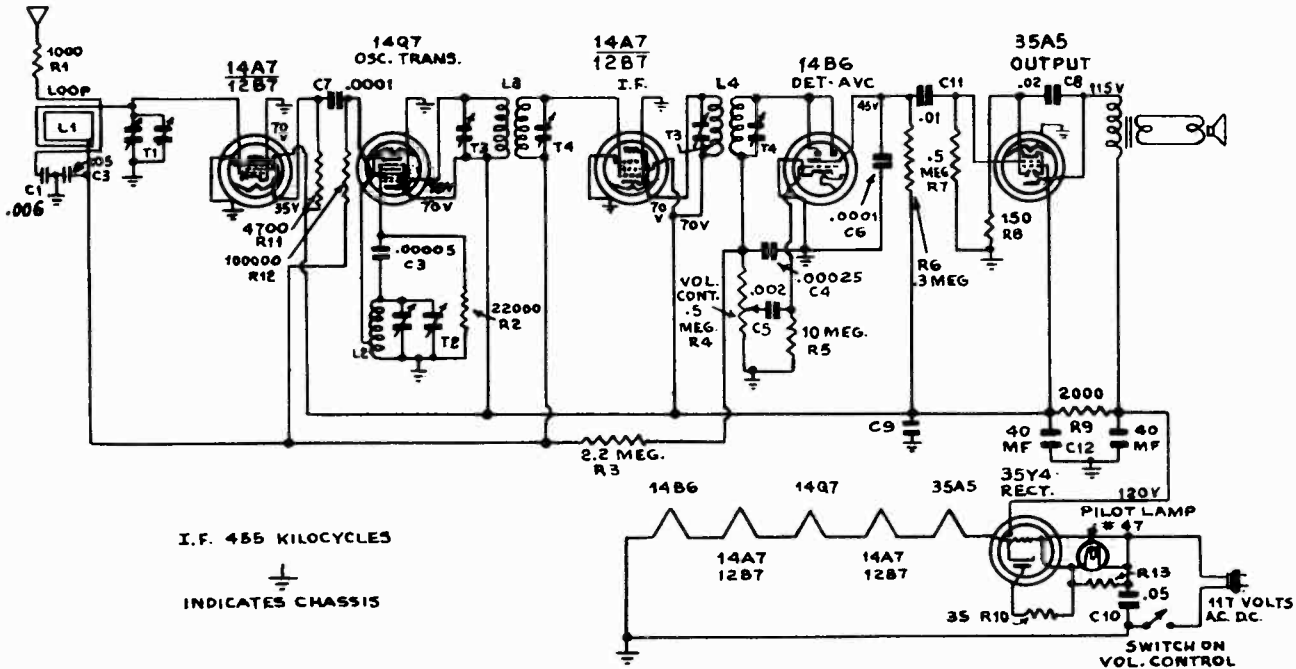 1000
R1
LOOP
L1
C1
.006
.005
C3
T1
14A7
12B7
70
V
35V
C7
.0001
4700
R11
100000
R12
14Q7
OSC. TRANS.
70V
.00005
C3
L2
T2
22000
R2
T3
L3
T4
14A7
12B7
I.F.
70
V
T3
L4
T4
70V
14B6
DET-AVC
45V
.0001
C6
.00025
C4
VOL.
CONT.
.5
MEG.
R4
.002
C5
10 MEG.
R5
C11
.01
R6
.3 MEG
.5
MEG
R7
35A5
OUTPUT
.02
C8
115V
150
R8
2.2 MEG.
R3
C9
2000
R9
40
MF
C12
40
MF
14B6
14A7
12B7
14Q7
14A7
12B7
35A5
35Y4
RECT.
120V
PILOT LAMP
# 47
R13
.05
C10
35 R10
117 VOLTS
A.C. D.C.
SWITCH ON
VOL. CONTROL
I.F. 455 KILOCYCLES
INDICATES CHASSIS